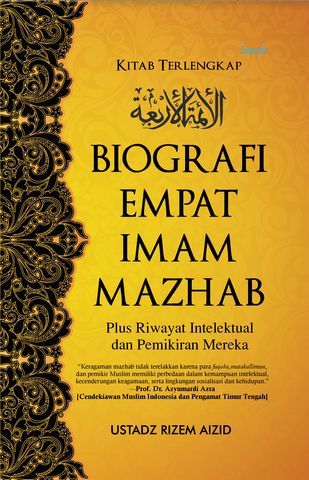 Saufa
KITAB TERLENGKAP
الأئمة الأربعة
BIOGRAFI
EMPAT
IMAM
MAZHAB
Plus Riwayat Intelektual
dan Pemikiran Mereka
"Keragaman mazhab tidak terelakkan karena para fuqaha, mutakallimun,
dan pemikir Muslim memiliki perbedaan dalam kemampuan intelektual,
kecenderungan keagamaan, serta lingkungan sosialisasi dan kehidupan."
—Prof. Dr. Azyumardi Azra
[Cendekiawan Muslim Indonesia dan Pengamat Timur Tengah]
USTADZ RIZEM AIZID